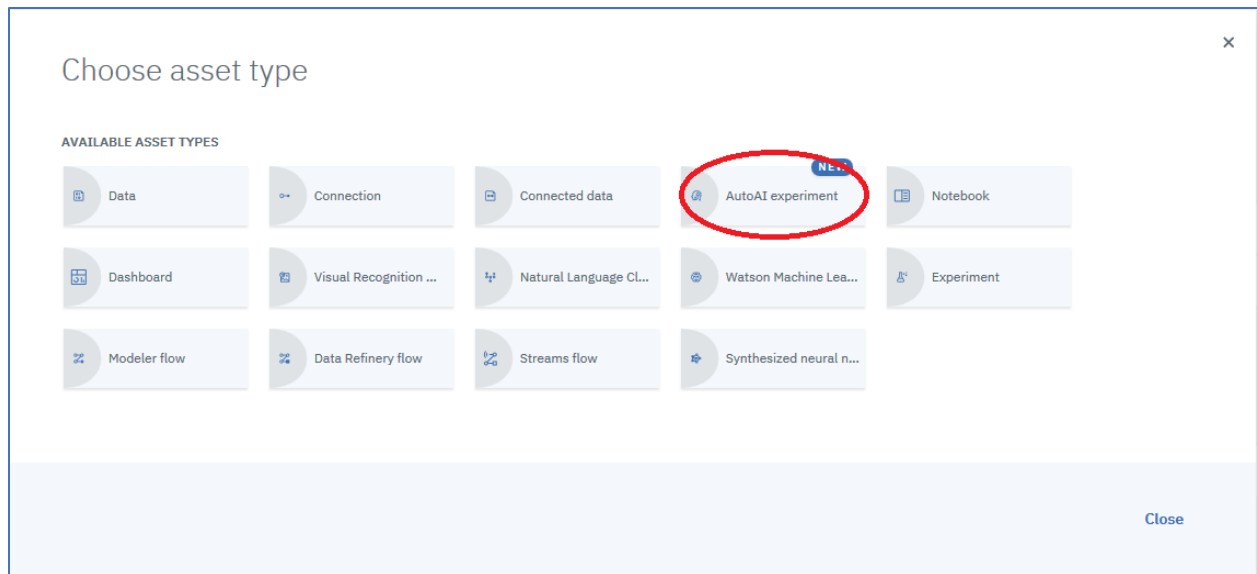 Choose asset type
AVAILABLE ASSET TYPES
NEW
Data
Connection
Connected data
AutoAI experiment
Notebook
Dashboard
Visual Recognition ...
Natural Language Cl...
Watson Machine Lea...
Experiment
Modeler flow
Data Refinery flow
Streams flow
Synthesized neural n...
Close